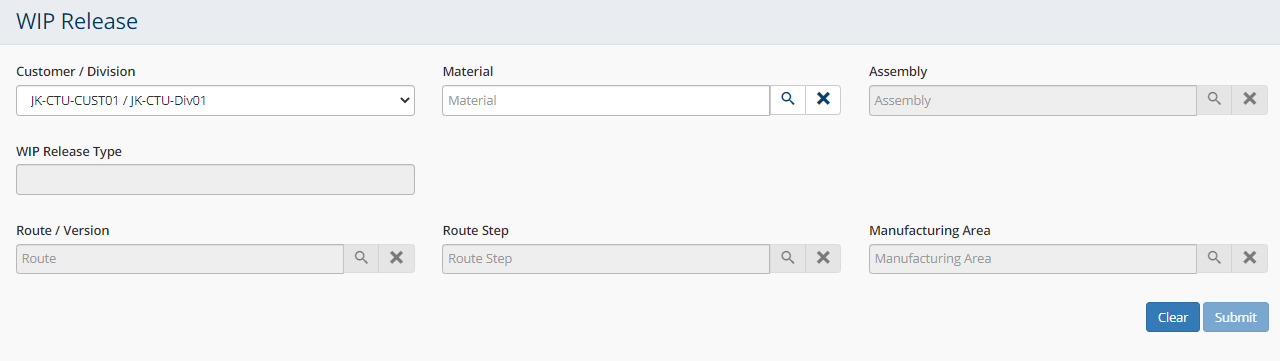 WIP Release
Customer / Division
Material
Assembly
JK-CTU-CUST01 / JK-CTU-Div01
Material
Assembly
WIP Release Type
Route / Version
Route Step
Manufacturing Area
Route
Route Step
Manufacturing Area
Clear
Submit